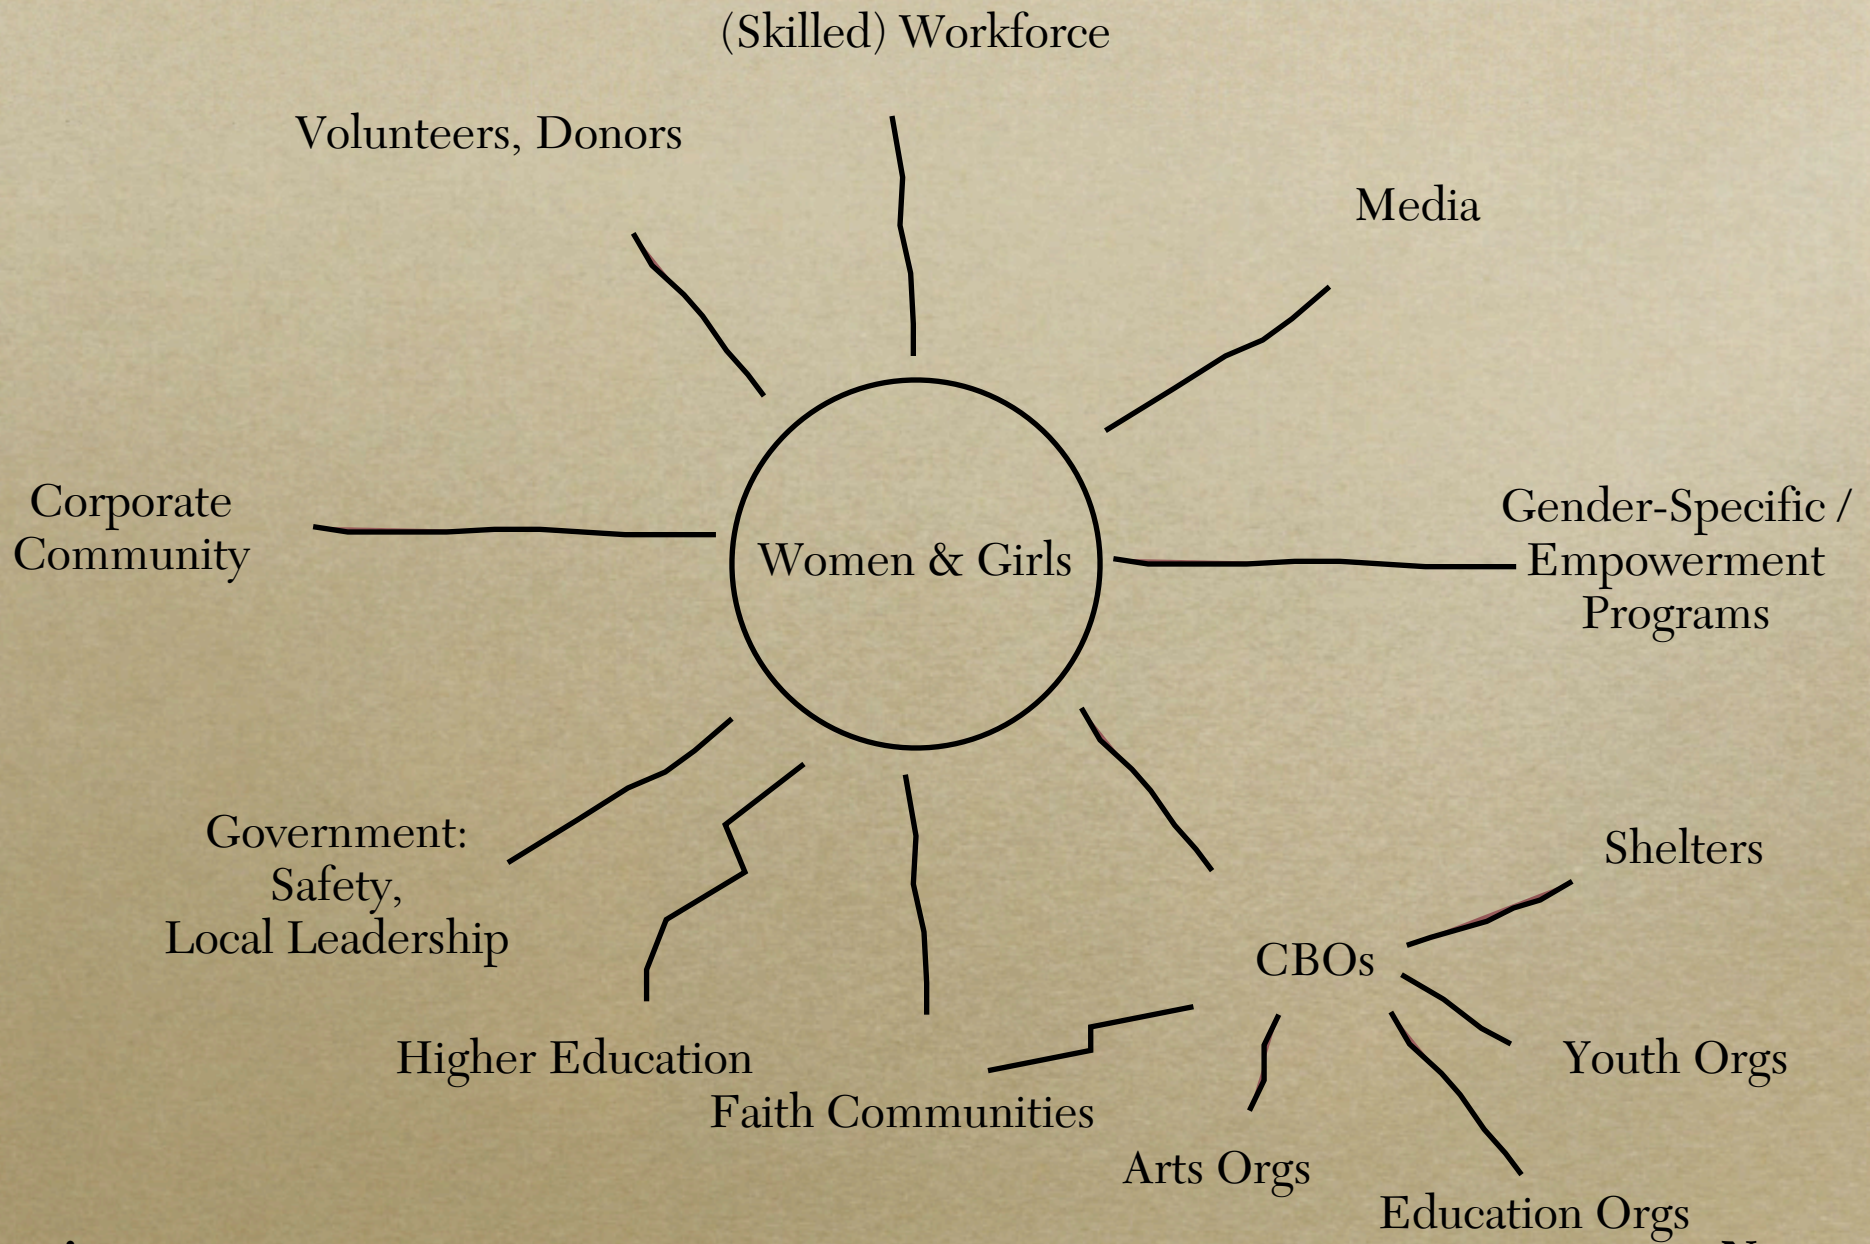 (Skilled) Workforce
Volunteers, Donors
Media
Corporate
Community
Women & Girls
Gender-Specific /
Empowerment
Programs
Government:
Safety,
Local Leadership
Shelters
CBOs
Higher Education
Youth Orgs
Faith Communities
Arts Orgs
Education Orgs